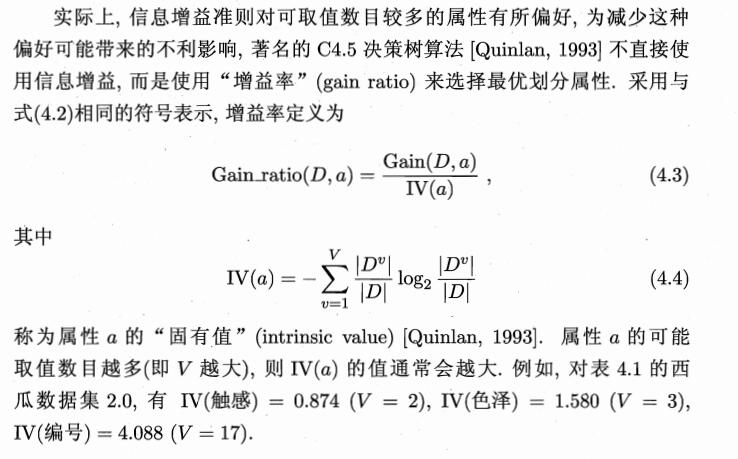 实际上, 信息增益准则对可取值数目较多的属性有所偏好, 为减少这种
偏好可能带来的不利影响, 著名的 C4.5 决策树算法 [Quinlan, 1993] 不直接使
用信息增益, 而是使用 “增益率” (gain ratio) 来选择最优划分属性. 采用与
式(4.2)相同的符号表示, 增益率定义为
Gain_ratio(D, a) = \frac{Gain(D, a)}{IV(a)} , (4.3)
其中
IV(a) = -\sum_{v=1}^{V} \frac{|D^v|}{|D|} \log_2 \frac{|D^v|}{|D|} (4.4)
称为属性 a 的 “固有值” (intrinsic value) [Quinlan, 1993]. 属性 a 的可能
取值数目越多(即 V 越大), 则 IV(a) 的值通常会越大. 例如, 对表 4.1 的西
瓜数据集 2.0, 有 IV(触感) = 0.874 (V = 2), IV(色泽) = 1.580 (V = 3),
IV(编号) = 4.088 (V = 17).